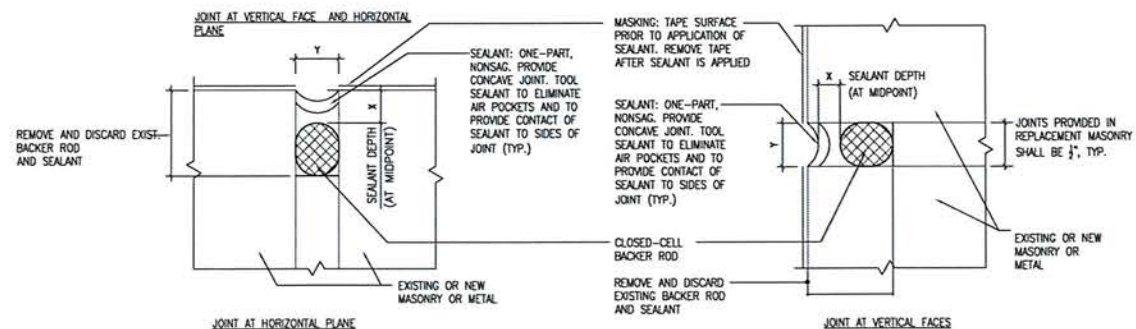 JOINT AT VERTICAL FACE AND HORIZONTAL
PLANE
Y
SEALANT: ONE-PART,
NONSAG. PROVIDE
CONCAVE JOINT. TOOL
SEALANT TO ELIMINATE
AIR POCKETS AND TO
PROVIDE CONTACT OF
SEALANT TO SIDES OF
JOINT (TYP.)
X
SEALANT DEPTH
(AT MIDPOINT)
REMOVE AND DISCARD EXIST.
BACKER ROD
AND SEALANT
EXISTING OR NEW
MASONRY OR METAL
JOINT AT HORIZONTAL PLANE
MASKING: TAPE SURFACE
PRIOR TO APPLICATION OF
SEALANT. REMOVE TAPE
AFTER SEALANT IS APPLIED
SEALANT: ONE-PART,
NONSAG. PROVIDE
CONCAVE JOINT. TOOL
SEALANT TO ELIMINATE
AIR POCKETS AND TO
PROVIDE CONTACT OF
SEALANT TO SIDES OF
JOINT (TYP.)
CLOSED-CELL
BACKER ROD
REMOVE AND DISCARD
EXISTING BACKER ROD
AND SEALANT
X
SEALANT DEPTH
(AT MIDPOINT)
Y
JOINTS PROVIDED IN
REPLACEMENT MASONRY
SHALL BE ½", TYP.
EXISTING OR NEW
MASONRY OR
METAL
JOINT AT VERTICAL FACES